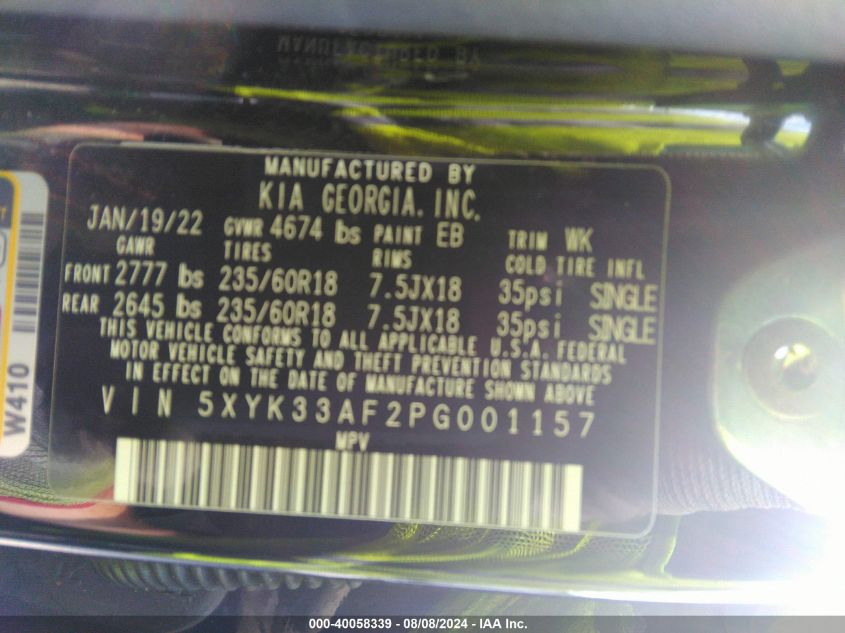 MANUFACTURED BY
MANUFACTURED BY
KIA GEORGIA. INC.
JAN/19/22 GVWR 4674 lbs PAINT EB TRIM WK
GAWR TIRES RIMS COLD TIRE INFL
FRONT 2777 lbs 235/60R18 7.5JX18 35psi SINGLE
REAR 2645 lbs 235/60R18 7.5JX18 35psi SINGLE
THIS VEHICLE CONFORMS TO ALL APPLICABLE U.S.A. FEDERAL
MOTOR VEHICLE SAFETY AND THEFT PREVENTION STANDARDS
IN EFFECT ON THE DATE OF MANUFACTURE SHOWN ABOVE
VIN 5XYK33AF2PG001157
MPV
W410
000-40058339 - 08/08/2024 - IAA Inc.